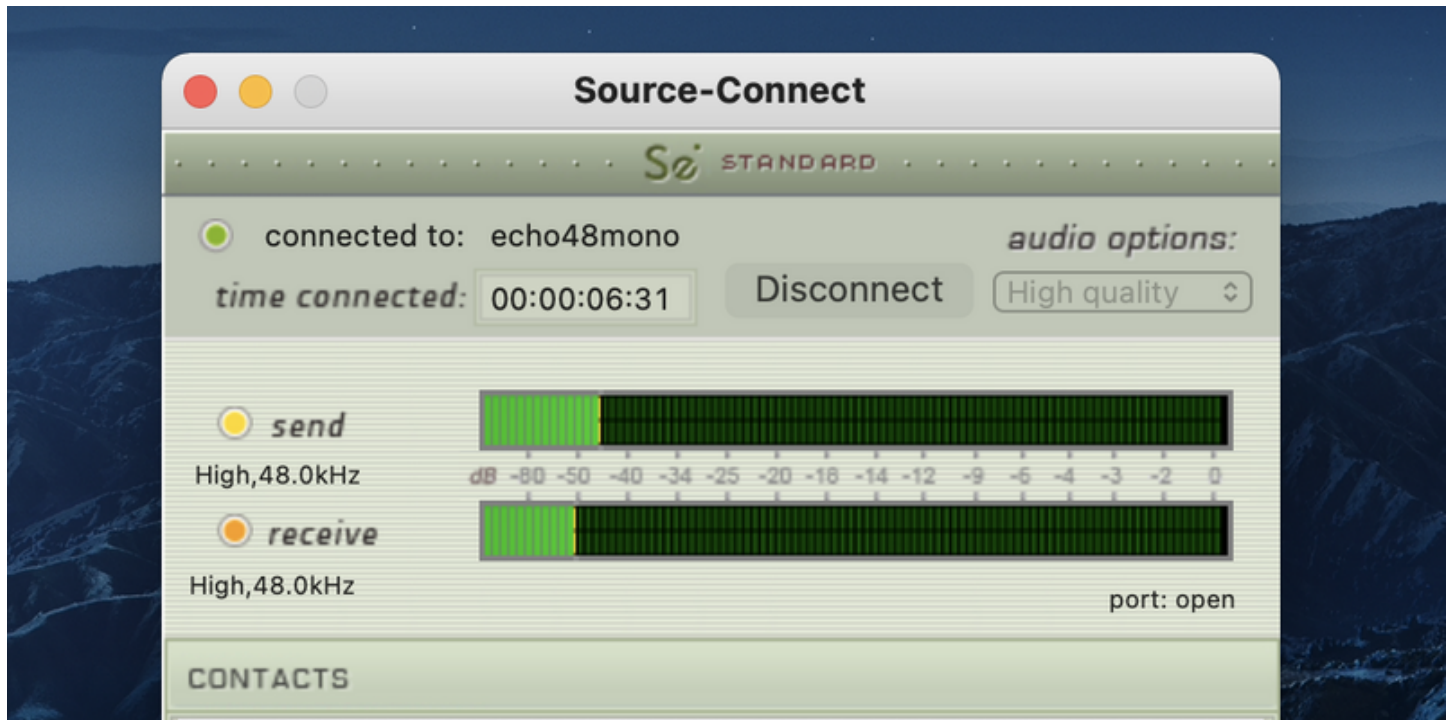 Source-Connect
Se STANDARD
connected to: echo48mono
audio options:
time connected: 00:00:06:31
Disconnect
High quality
send
High,48.0kHz
dB -80 -50 -40 -34 -25 -20 -18 -14 -12 -9 -6 -4 -3 -2 0
receive
High,48.0kHz
port: open
CONTACTS